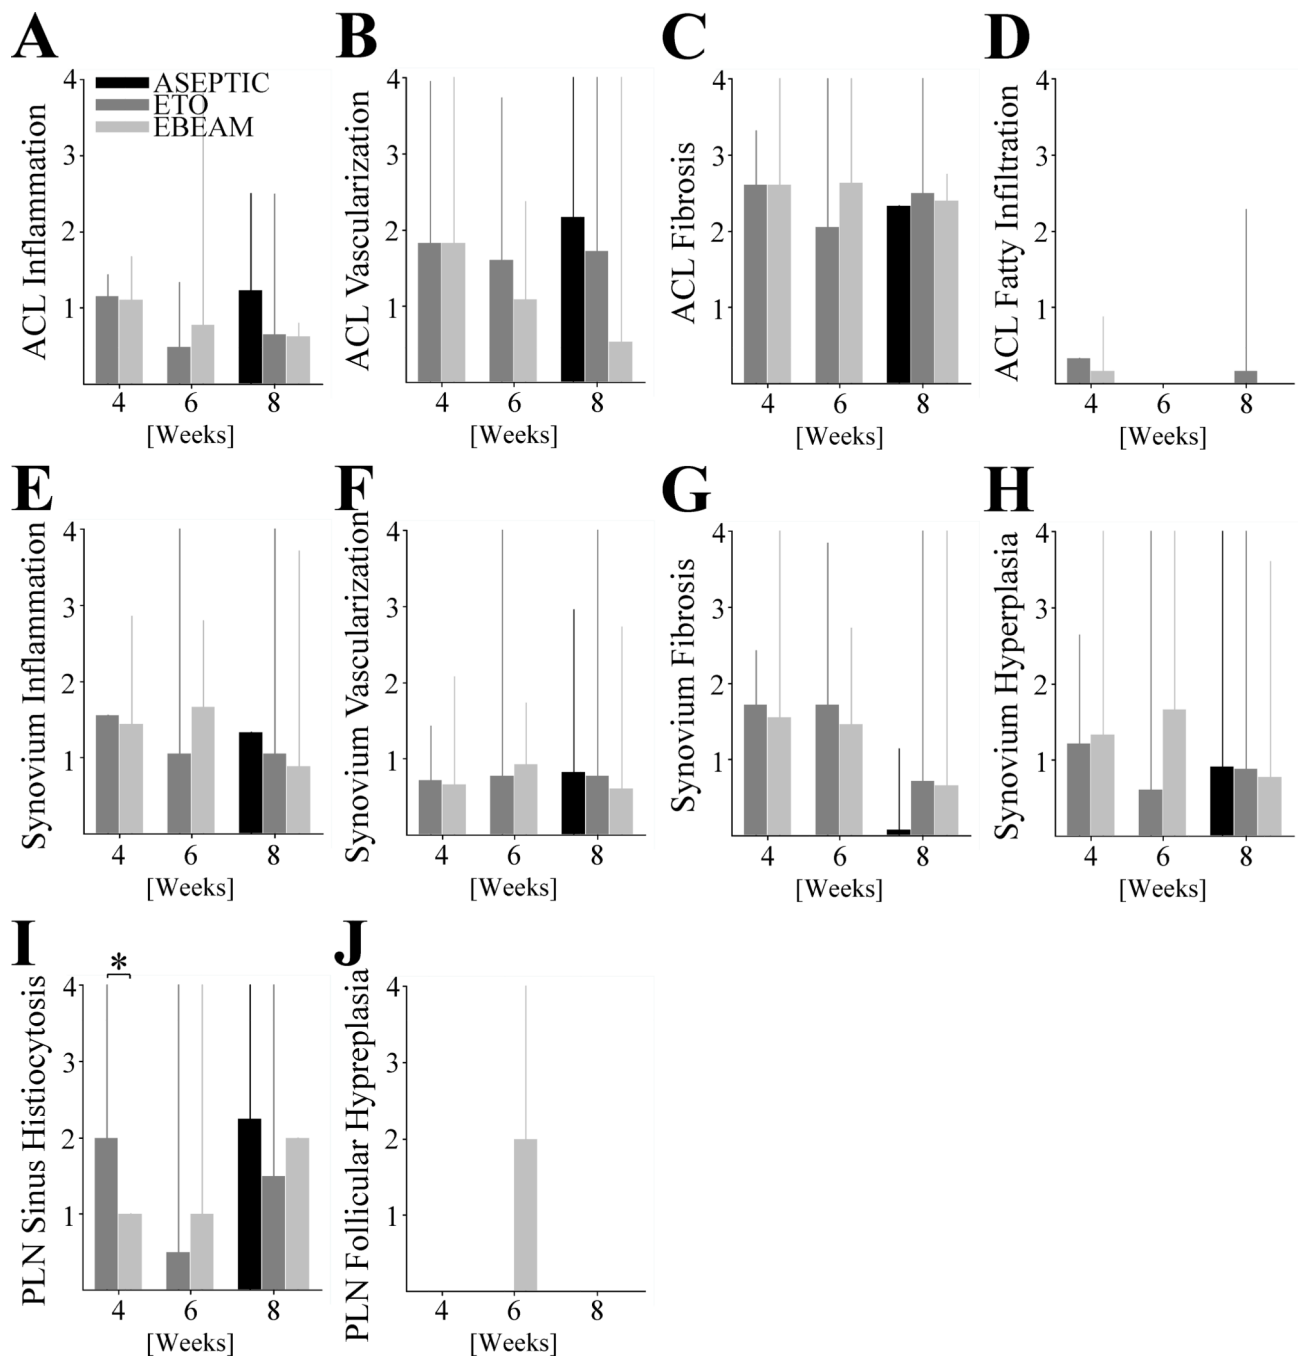 A
ACL Inflammation
4
3
2
1
ASEPTIC
ETO
EBEAM
4 6 8
[Weeks]
B
ACL Vascularization
4
3
2
1
4 6 8
[Weeks]
C
ACL Fibrosis
4
3
2
1
4 6 8
[Weeks]
D
ACL Fatty Infiltration
4
3
2
1
4 6 8
[Weeks]
E
Synovium Inflammation
4
3
2
1
4 6 8
[Weeks]
F
Synovium Vascularization
4
3
2
1
4 6 8
[Weeks]
G
Synovium Fibrosis
4
3
2
1
4 6 8
[Weeks]
H
Synovium Hyperplasia
4
3
2
1
4 6 8
[Weeks]
I
PLN Sinus Histiocytosis
4
3
2
1
*
4 6 8
[Weeks]
J
PLN Follicular Hypreplasia
4
3
2
1
4 6 8
[Weeks]